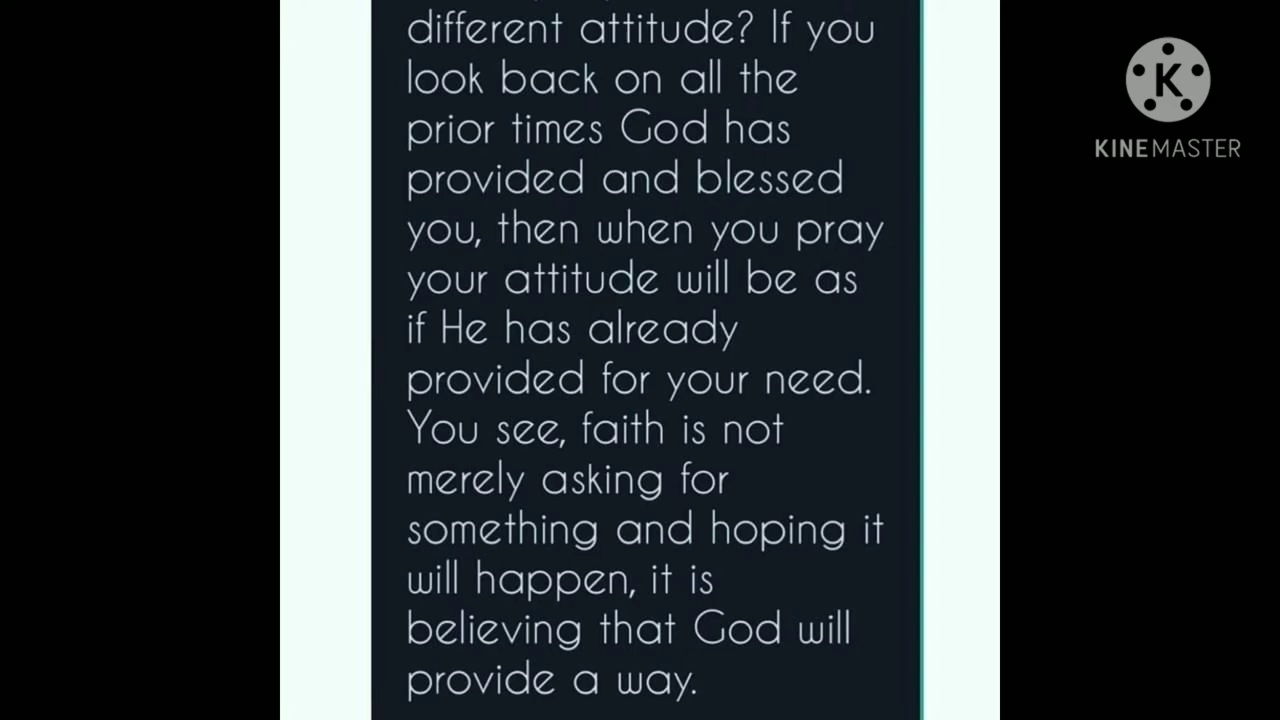 different attitude? If you
look back on all the
prior times God has
provided and blessed
you, then when you pray
your attitude will be as
if He has already
provided for your need.
You see, faith is not
merely asking for
something and hoping it
will happen, it is
believing that God will
provide a way.
K
KINEMASTER